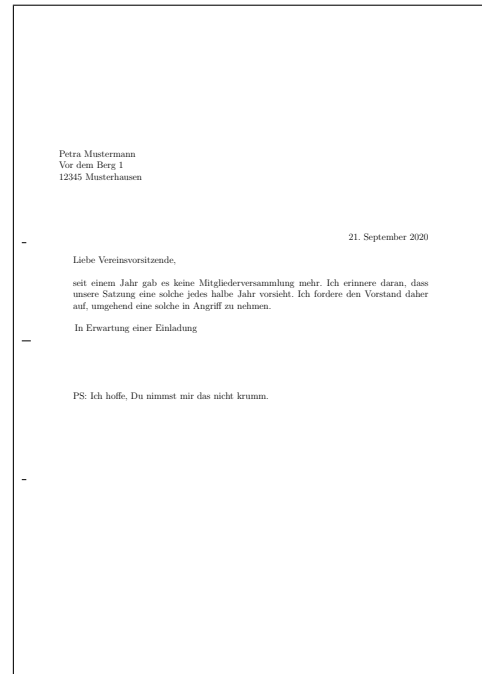 Petra Mustermann
Vor dem Berg 1
12345 Musterhausen
21. September 2020
Liebe Vereinsvorsitzende,
seit einem Jahr gab es keine Mitgliederversammlung mehr. Ich erinnere daran, dass
unsere Satzung eine solche jedes halbe Jahr vorsieht. Ich fordere den Vorstand daher
auf, umgehend eine solche in Angriff zu nehmen.
In Erwartung einer Einladung
PS: Ich hoffe, Du nimmst mir das nicht krumm.